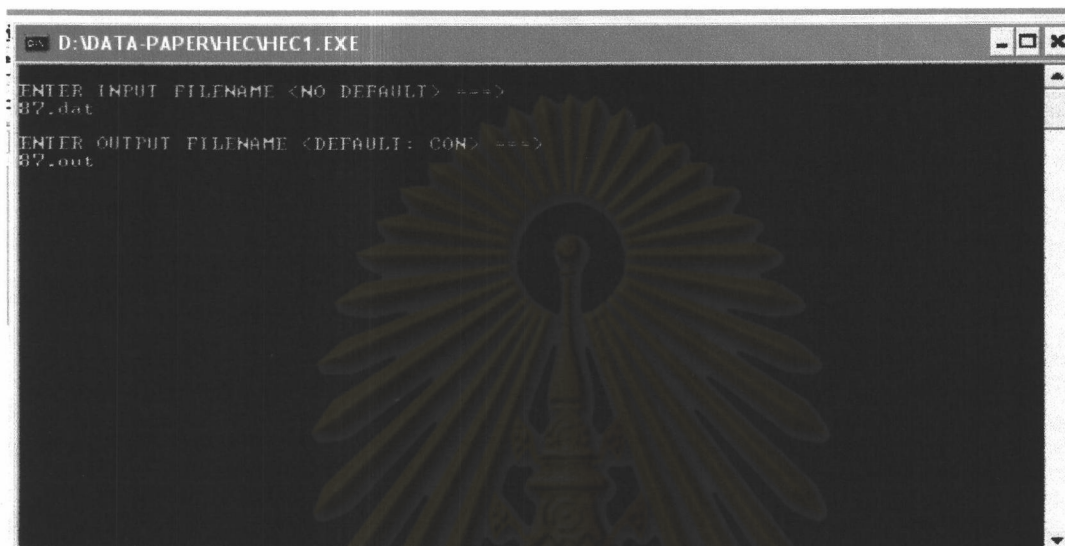 D:\DATA-PAPER\HEC\HEC1.EXE
ENTER INPUT FILENAME <NO DEFAULT> ===>
87.dat
ENTER OUTPUT FILENAME <DEFAULT: CON> ===>
87.out